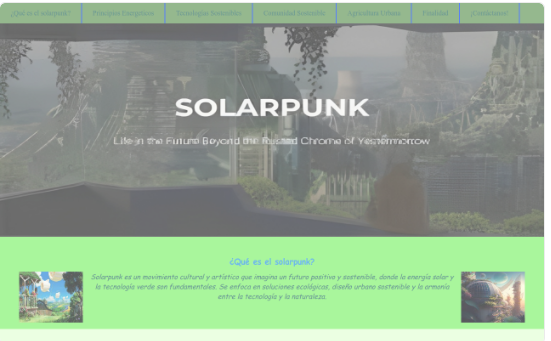 ¿Qué es el solarpunk?
Principios Energéticos
Tecnologías Sostenibles
Comunidad Sostenible
Agricultura Urbana
Finalidad
¡Contáctanos!
SOLARPUNK
Life in the Future Beyond the Rusted Chrome of Yestermorrow
¿Qué es el solarpunk?
Solarpunk es un movimiento cultural y artístico que imagina un futuro positivo y sostenible, donde la energía solar y
la tecnología verde son fundamentales. Se enfoca en soluciones ecológicas, diseño urbano sostenible y la armonía
entre la tecnología y la naturaleza.